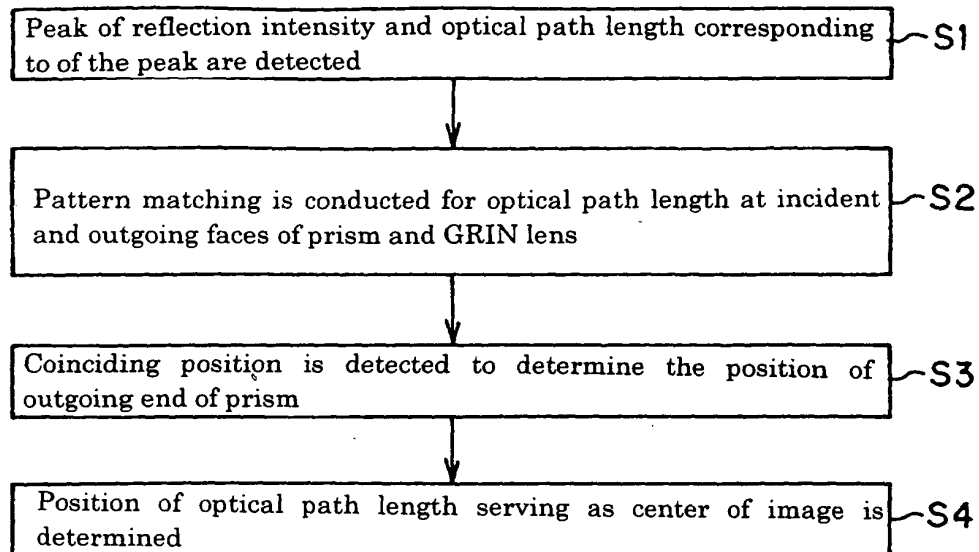 Peak of reflection intensity and optical path length corresponding
to of the peak are detected
S1
Pattern matching is conducted for optical path length at incident
and outgoing faces of prism and GRIN lens
S2
Coinciding position is detected to determine the position of
outgoing end of prism
S3
Position of optical path length serving as center of image is
determined
S4